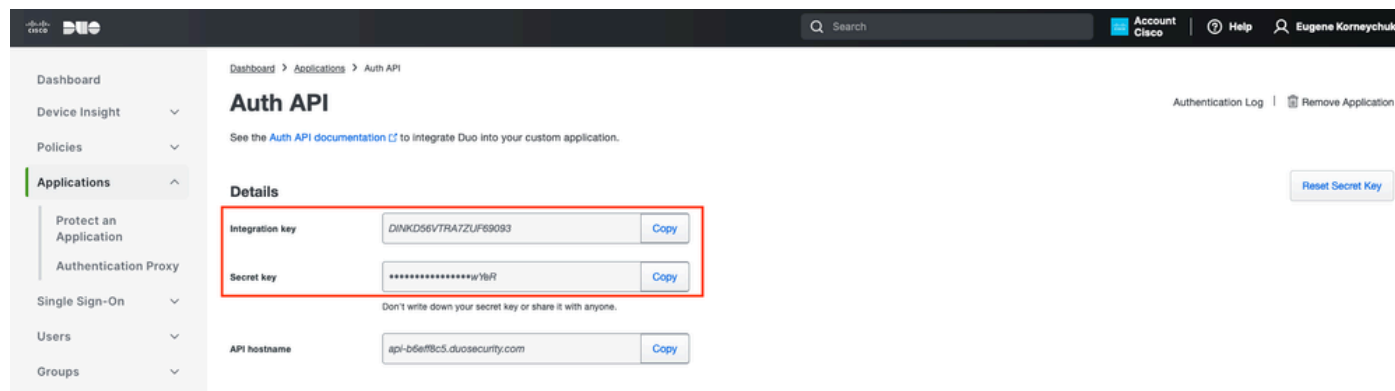 CISCO DUO
Search
Account
Cisco
Help
Eugene Korneychuk
Dashboard
Device Insight
Policies
Applications
Protect an
Application
Authentication Proxy
Single Sign-On
Users
Groups
Dashboard > Applications > Auth API
Auth API
Authentication Log | Remove Application
See the Auth API documentation to integrate Duo into your custom application.
Details
Reset Secret Key
Integration key
DINKD56VTRA7ZUF69093
Copy
Secret key
••••••••••••••••wYbR
Copy
Don't write down your secret key or share it with anyone.
API hostname
api-b6eff8c5.duosecurity.com
Copy